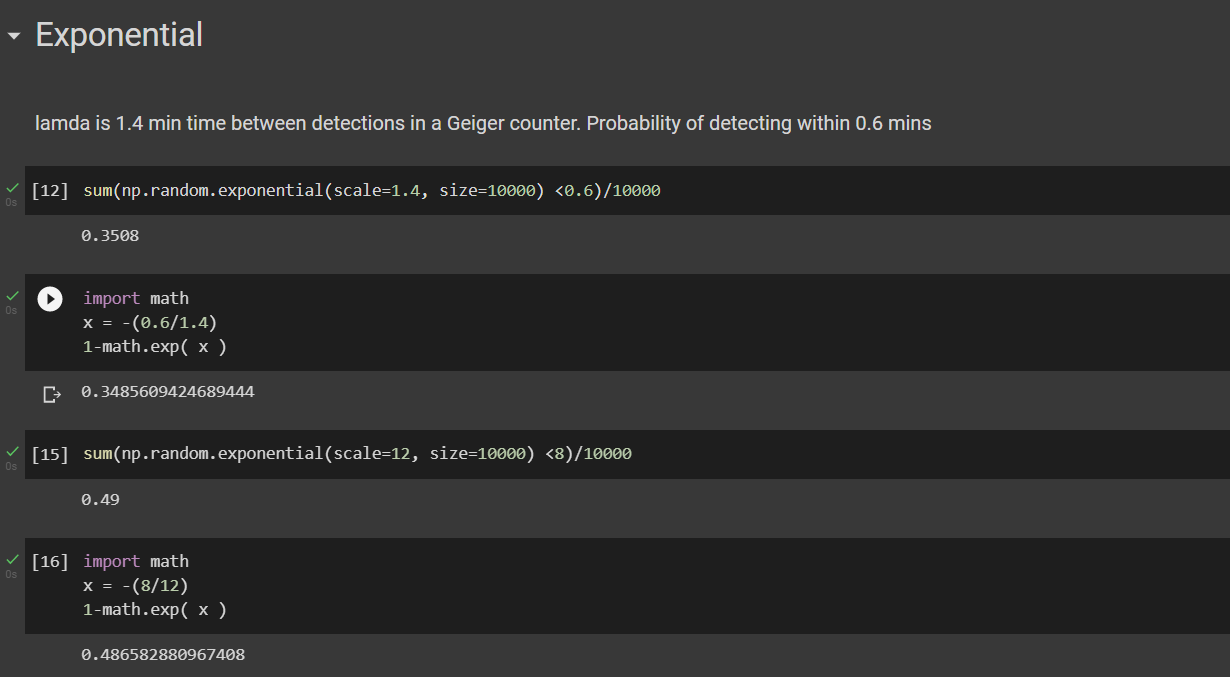 Exponential
lamda is 1.4 min time between detections in a Geiger counter. Probability of detecting within 0.6 mins
[12] sum(np.random.exponential(scale=1.4, size=10000) <0.6)/10000
0s
0.3508
import math
0s
x = -(0.6/1.4)
1-math.exp( x )
0.3485609424689444
[15] sum(np.random.exponential(scale=12, size=10000) <8)/10000
0s
0.49
[16] import math
0s
x = -(8/12)
1-math.exp( x )
0.486582880967408